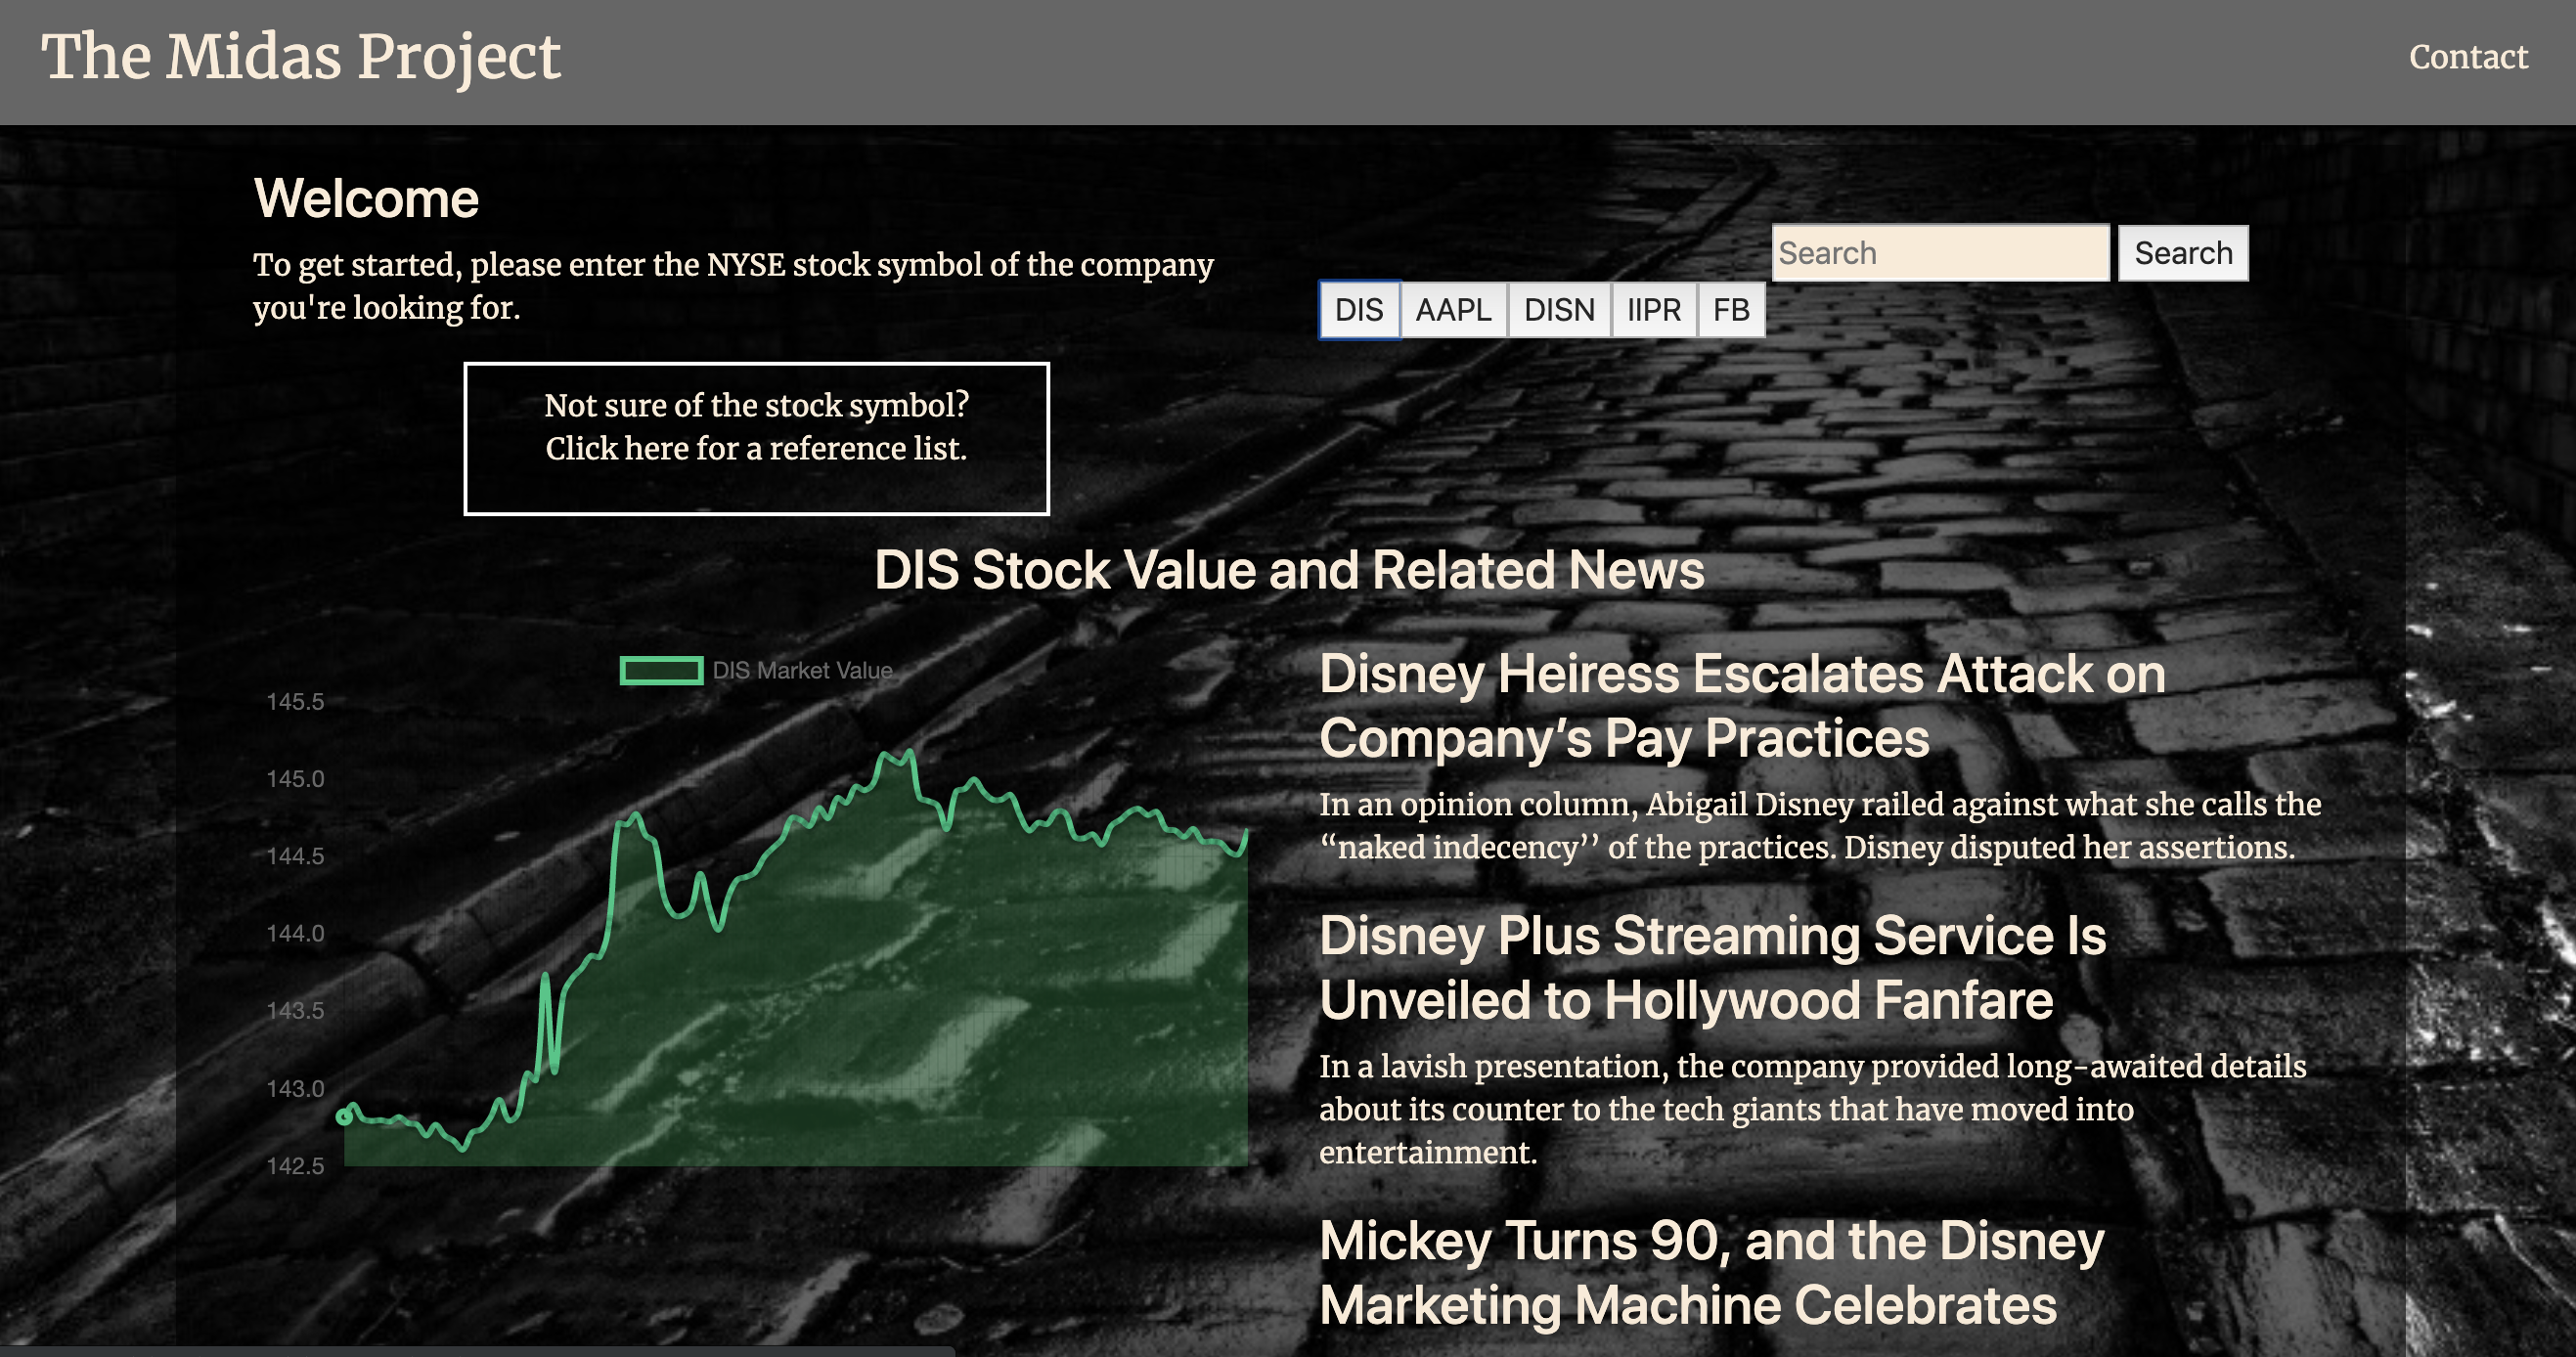 The Midas Project
Contact
Welcome
To get started, please enter the NYSE stock symbol of the company
you're looking for.
Search
Search
DIS
AAPL
DISN
IIPR
FB
Not sure of the stock symbol?
Click here for a reference list.
DIS Stock Value and Related News
DIS Market Value
145.5
145.0
144.5
144.0
143.5
143.0
142.5
Disney Heiress Escalates Attack on
Company’s Pay Practices
In an opinion column, Abigail Disney railed against what she calls the
“naked indecency’’ of the practices. Disney disputed her assertions.
Disney Plus Streaming Service Is
Unveiled to Hollywood Fanfare
In a lavish presentation, the company provided long-awaited details
about its counter to the tech giants that have moved into
entertainment.
Mickey Turns 90, and the Disney
Marketing Machine Celebrates